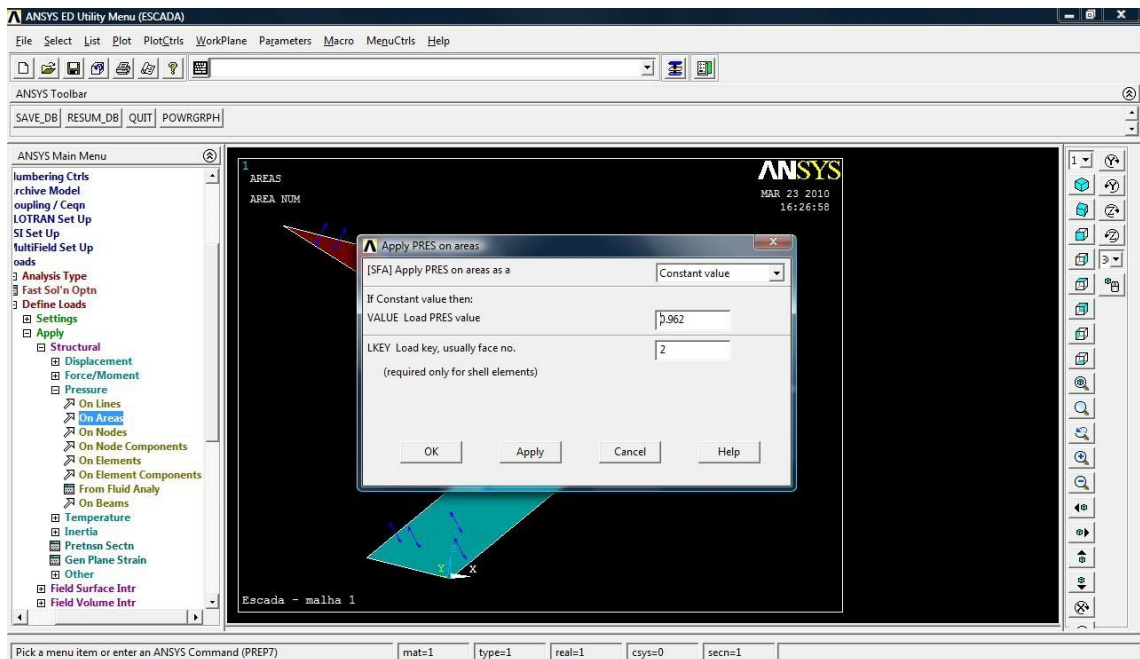 ANSYS ED Utility Menu (ESCADA)
File Select List Plot PlotCtrls WorkPlane Parameters Macro MenuCtrls Help
ANSYS Toolbar
SAVE_DB RESUM_DB QUIT POWRGRPH
ANSYS Main Menu
lumbering Ctrls
rchive Model
oupling / Ceqn
LOTRAN Set Up
SI Set Up
MultiField Set Up
oads
Analysis Type
Fast Sol'n Optn
Define Loads
Settings
Apply
Structural
Displacement
Force/Moment
Pressure
On Lines
On Areas
On Nodes
On Node Components
On Elements
On Element Components
From Fluid Analy
On Beams
Temperature
Inertia
Pretnsn Sectn
Gen Plane Strain
Other
Field Surface Intr
Field Volume Intr
1
AREAS
AREA NUM
ANSYS
MAR 23 2010
16:26:58
Apply PRES on areas
[SFA] Apply PRES on areas as a Constant value
If Constant value then:
VALUE Load PRES value 0.962
LKEY Load key, usually face no. 2
(required only for shell elements)
OK Apply Cancel Help
Y X
Escada - malha 1
1
3
Pick a menu item or enter an ANSYS Command (PREP7) mat=1 type=1 real=1 csys=0 secn=1